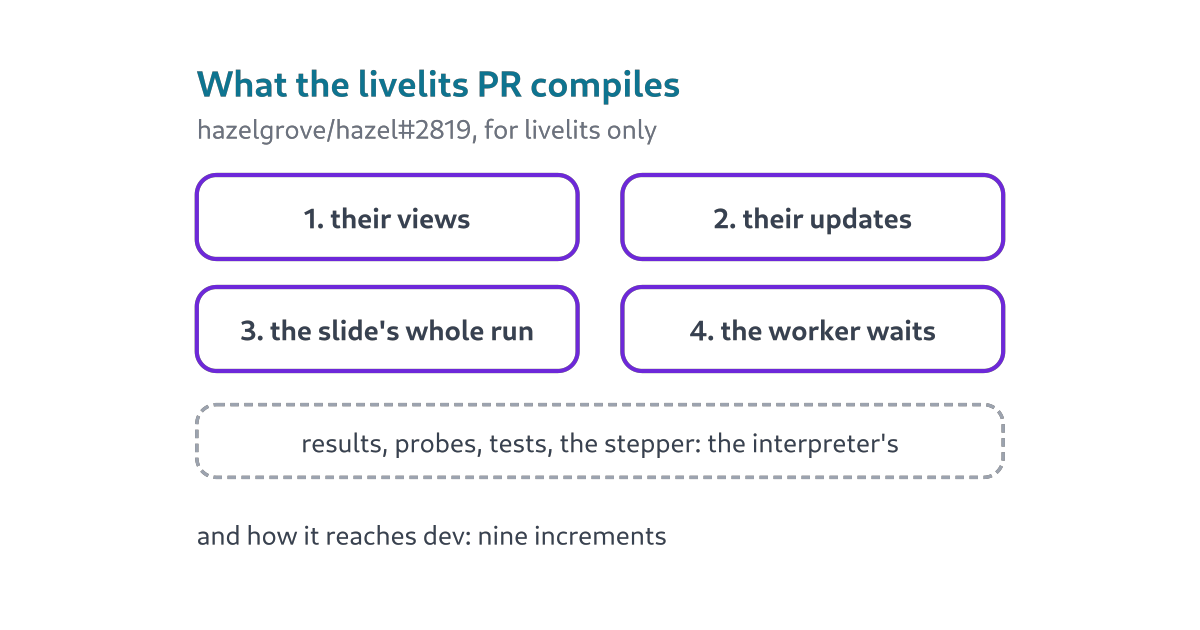 What the livelits PR compiles
hazelgrove/hazel#2819, for livelits only
1. their views
2. their updates
3. the slide's whole run
4. the worker waits
results, probes, tests, the stepper: the interpreter's
and how it reaches dev: nine increments